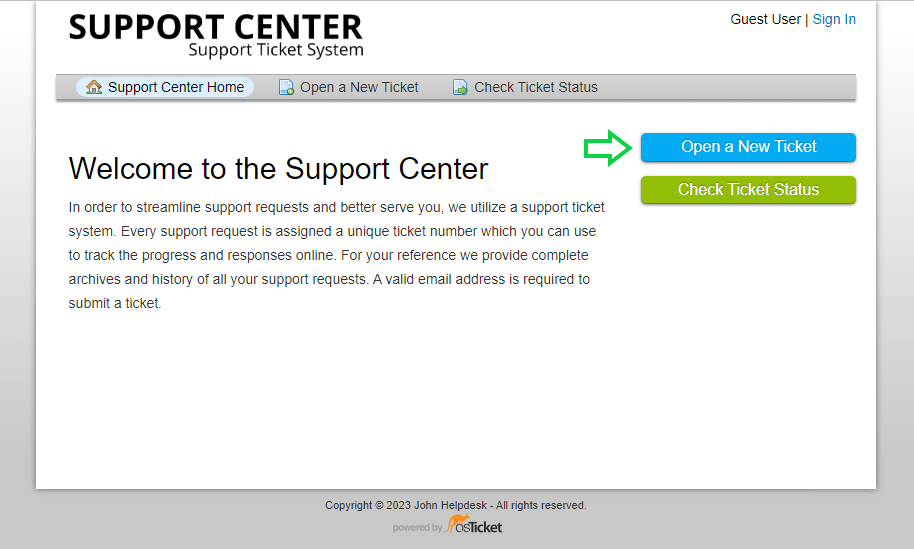 SUPPORT CENTER
Support Ticket System
Guest User | Sign In
Support Center Home
Open a New Ticket
Check Ticket Status
Welcome to the Support Center
In order to streamline support requests and better serve you, we utilize a support ticket
system. Every support request is assigned a unique ticket number which you can use
to track the progress and responses online. For your reference we provide complete
archives and history of all your support requests. A valid email address is required to
submit a ticket.
Open a New Ticket
Check Ticket Status
Copyright © 2023 John Helpdesk - All rights reserved.
powered by osTicket